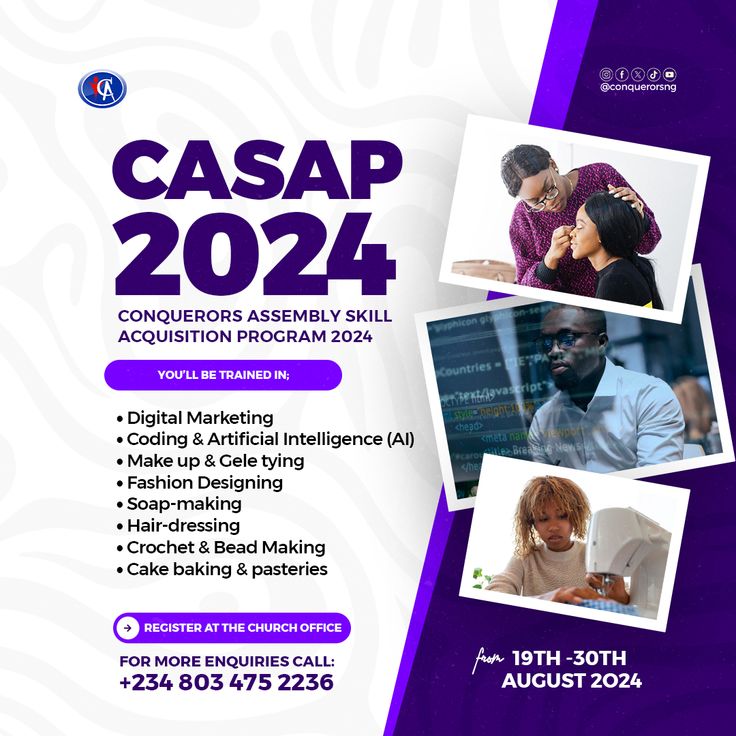 CA
@conquerorsng
CASAP
2024
CONQUERORS ASSEMBLY SKILL
ACQUISITION PROGRAM 2024
YOU'LL BE TRAINED IN;
• Digital Marketing
• Coding & Artificial Intelligence (AI)
• Make up & Gele tying
• Fashion Designing
• Soap-making
• Hair-dressing
• Crochet & Bead Making
• Cake baking & pasteries
REGISTER AT THE CHURCH OFFICE
FOR MORE ENQUIRIES CALL:
+234 803 475 2236
from 19TH -30TH
AUGUST 2024